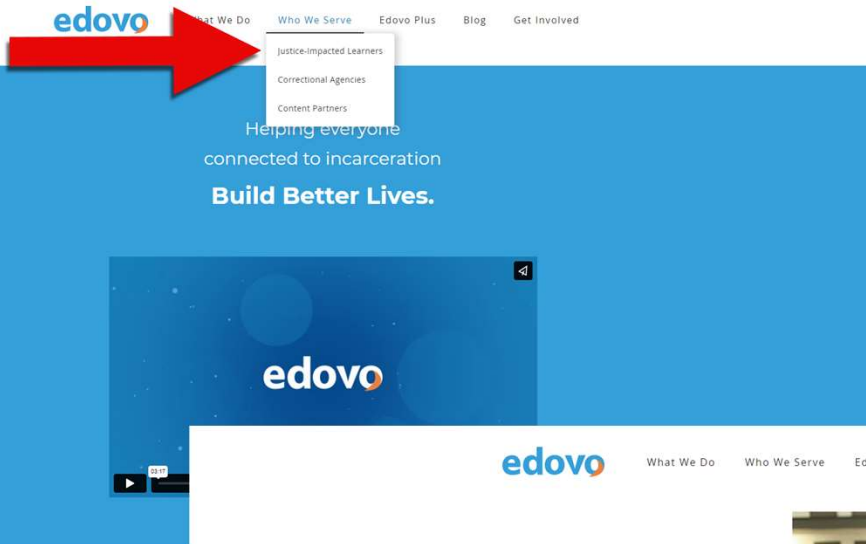 edovo
What We Do Who We Serve Edovo Plus Blog Get Involved
Justice-Impacted Learners
Correctional Agencies
Content Partners
Helping everyone
connected to incarceration
Build Better Lives.
edovo
03:17
edovo
What We Do Who We Serve Ed